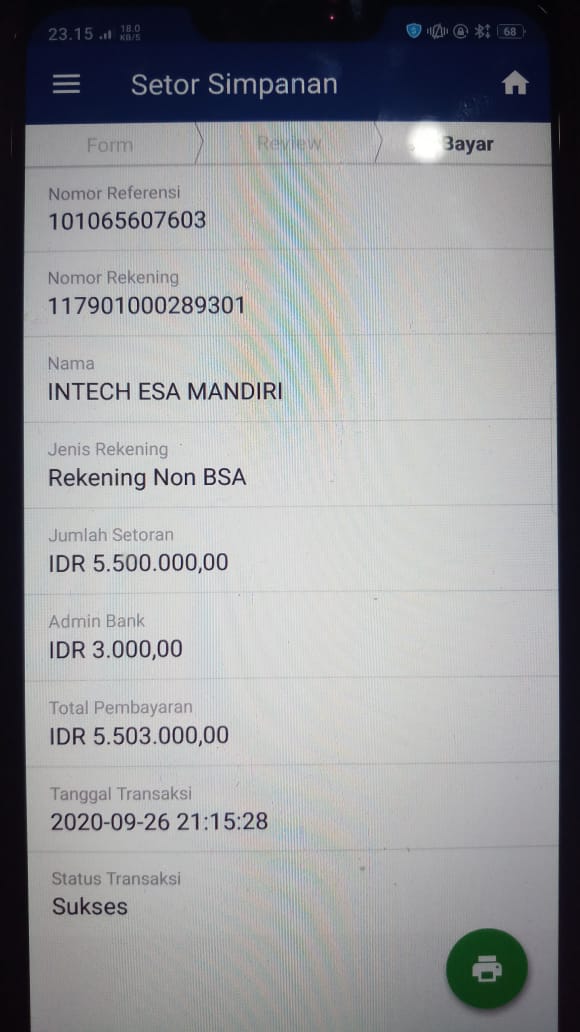 23.15 18.0 KB/S 68
Setor Simpanan
Form Review Bayar
Nomor Referensi
101065607603
Nomor Rekening
117901000289301
Nama
INTECH ESA MANDIRI
Jenis Rekening
Rekening Non BSA
Jumlah Setoran
IDR 5.500.000,00
Admin Bank
IDR 3.000,00
Total Pembayaran
IDR 5.503.000,00
Tanggal Transaksi
2020-09-26 21:15:28
Status Transaksi
Sukses